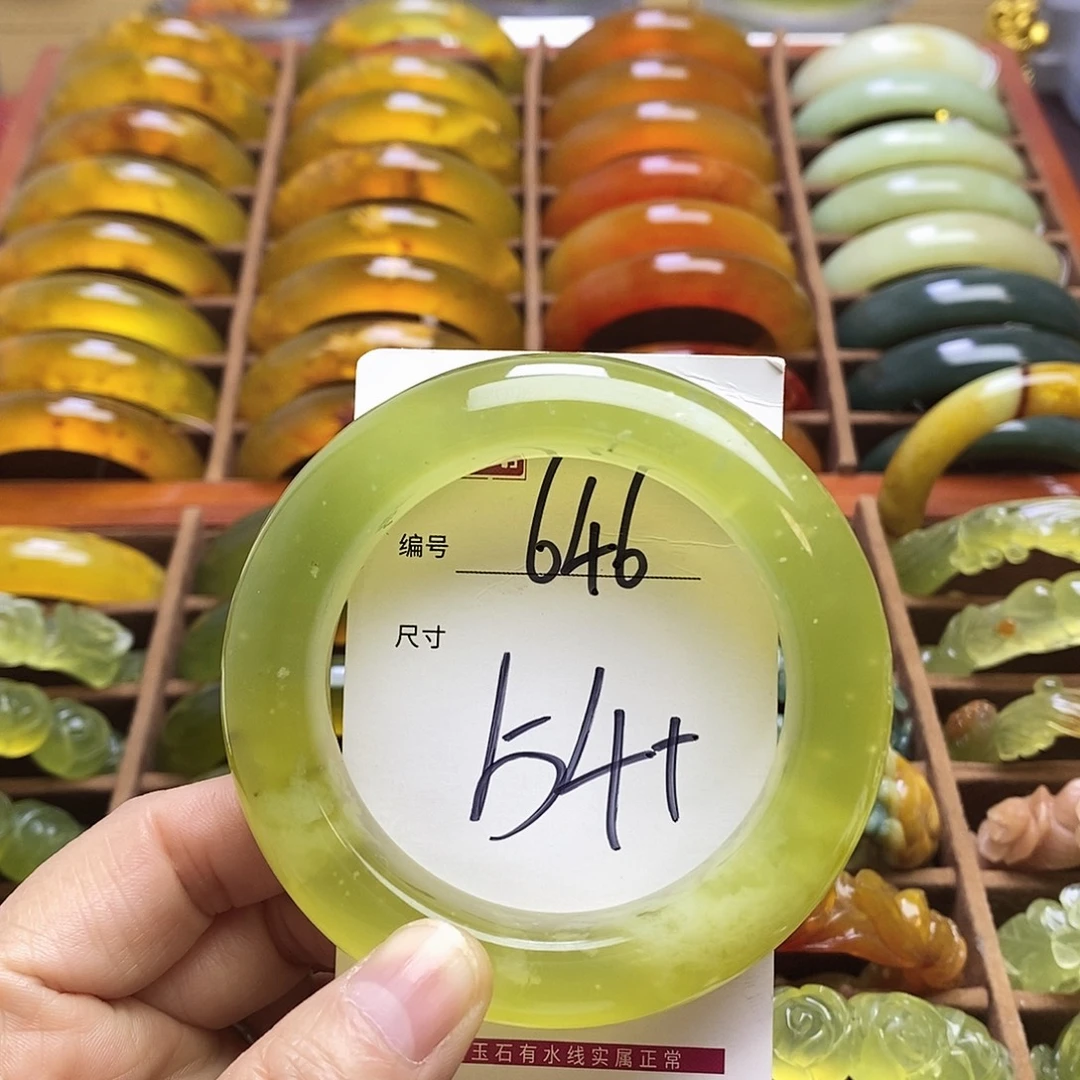 编号 646
尺寸
54+
玉石有水线实属正常